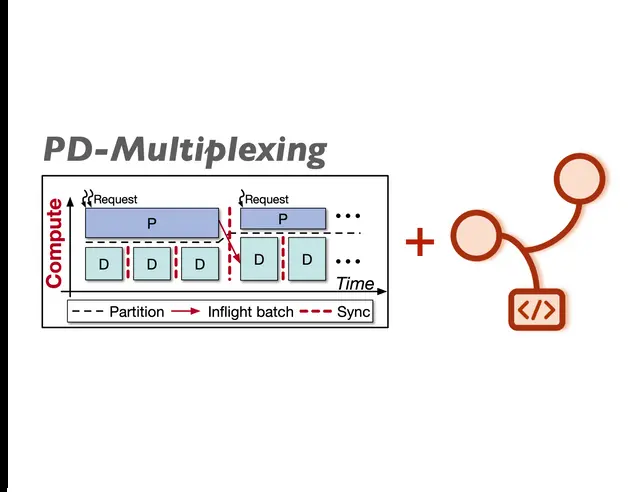 PD-Multiplexing
Compute
Request
Request
P
P
D
D
D
D
D
Time
Partition
Inflight batch
Sync
+
</>